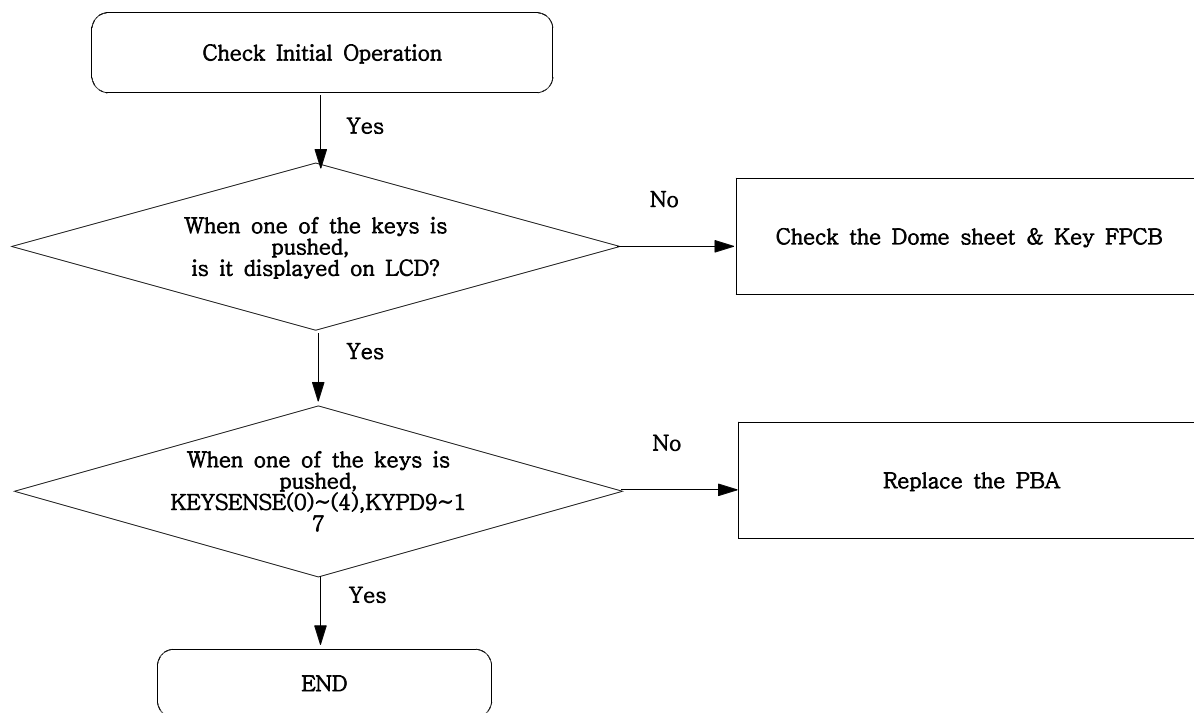 Check Initial Operation
Yes
When one of the keys is
pushed,
is it displayed on LCD?
No
Check the Dome sheet & Key FPCB
Yes
When one of the keys is
pushed,
KEYSENSE(0)~(4),KYPD9~1
7
No
Replace the PBA
Yes
END